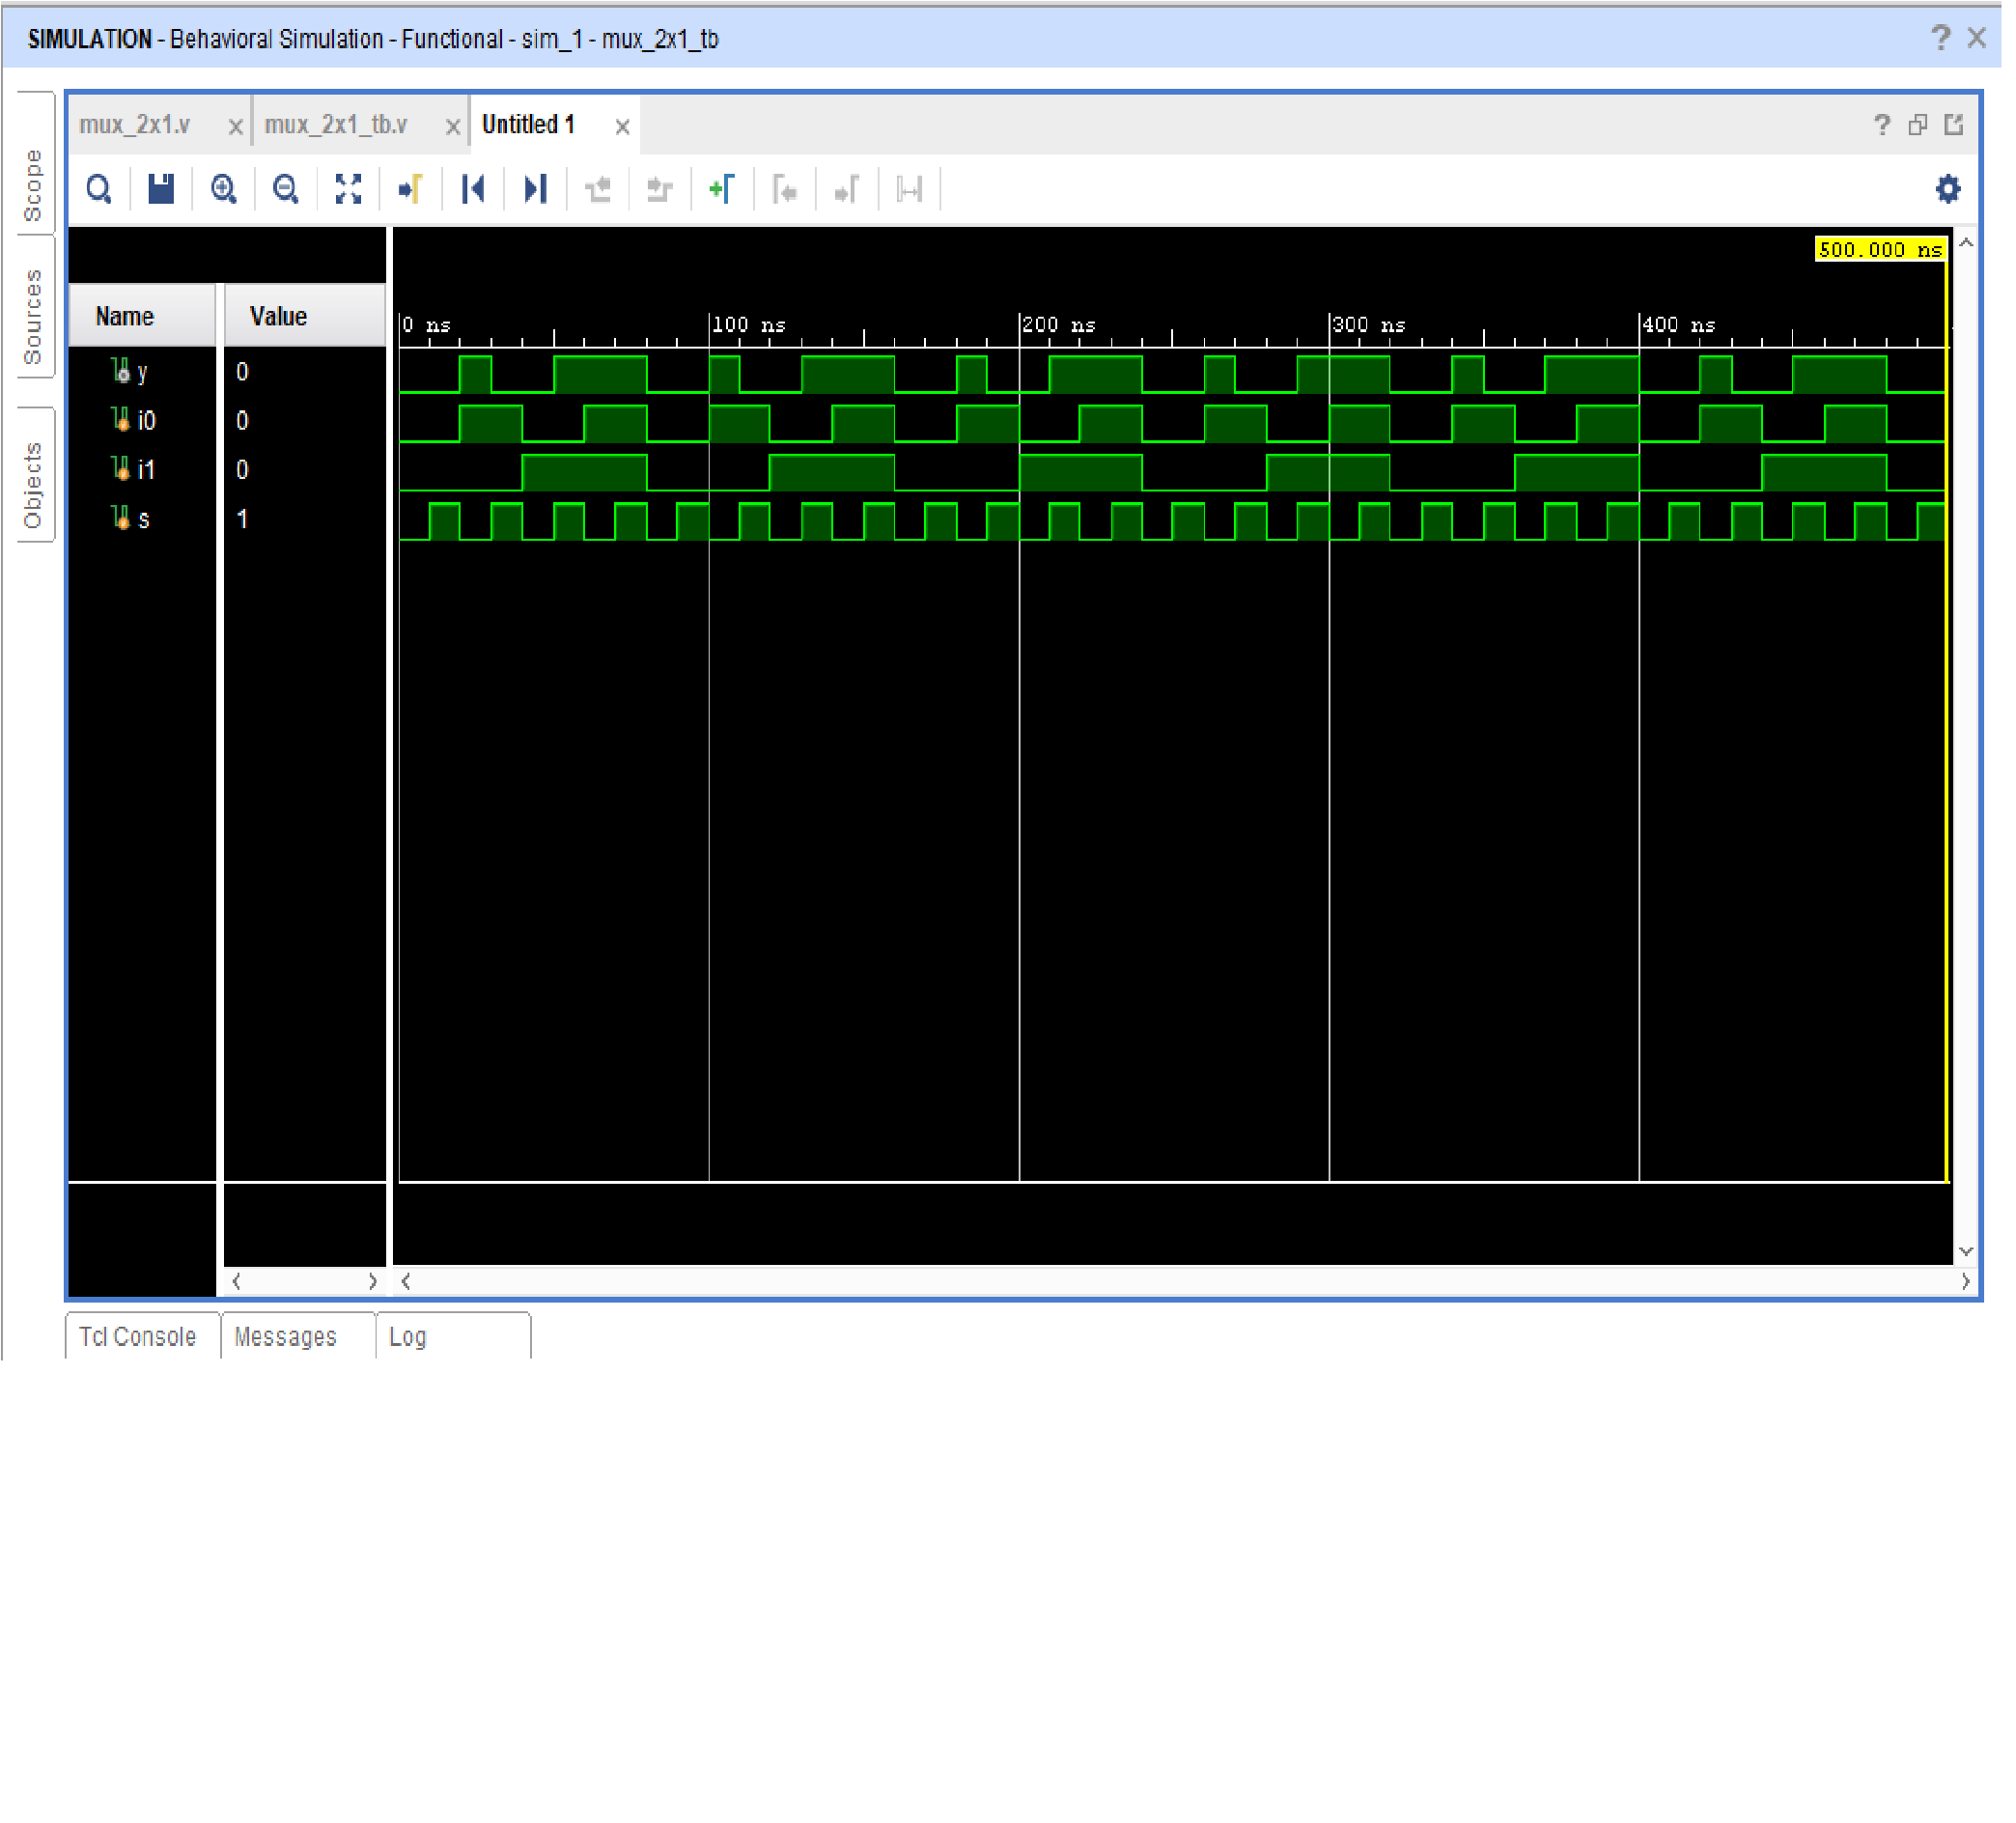 SIMULATION - Behavioral Simulation - Functional - sim_1 - mux_2x1_tb
Scope
Sources
Objects
mux_2x1.v
mux_2x1_tb.v
Untitled 1
500.000 ns
Name Value
0 ns 100 ns 200 ns 300 ns 400 ns
y 0
i0 0
i1 0
s 1
Tcl Console Messages Log